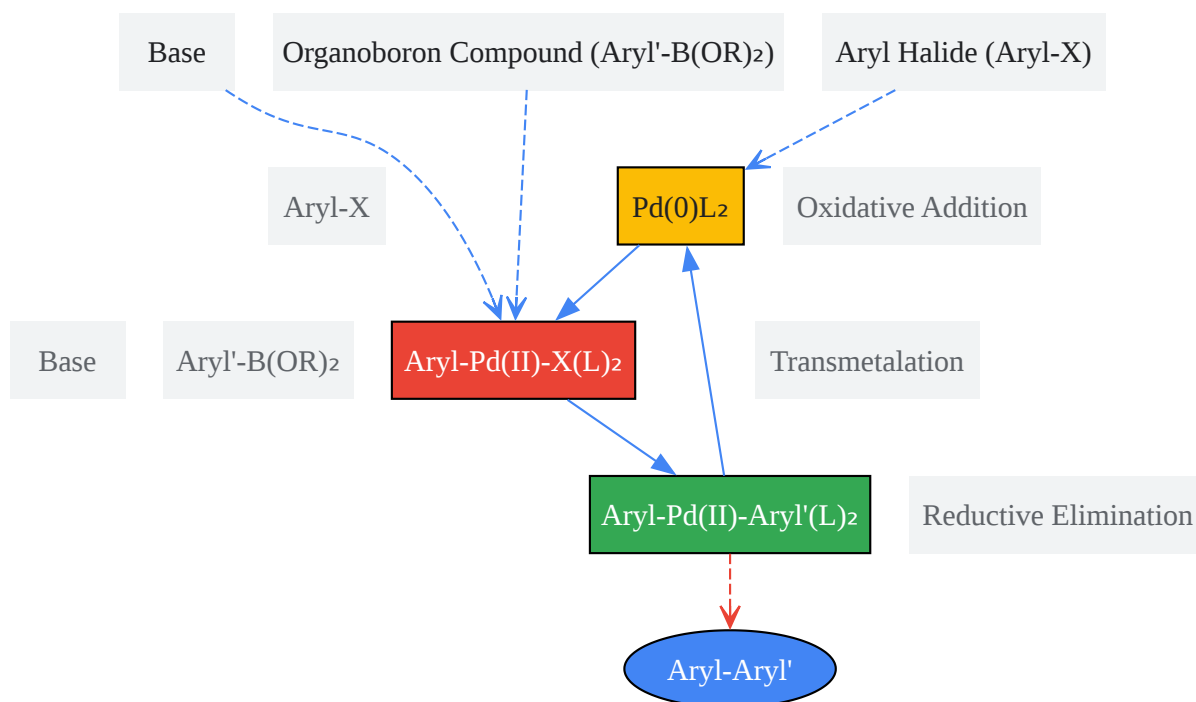 Base
Organoboron Compound (Aryl'-B(OR)₂)
Aryl Halide (Aryl-X)
Aryl-X
Pd(0)L₂
Oxidative Addition
Base
Aryl'-B(OR)₂
Aryl-Pd(II)-X(L)₂
Transmetalation
Aryl-Pd(II)-Aryl'(L)₂
Reductive Elimination
Aryl-Aryl'